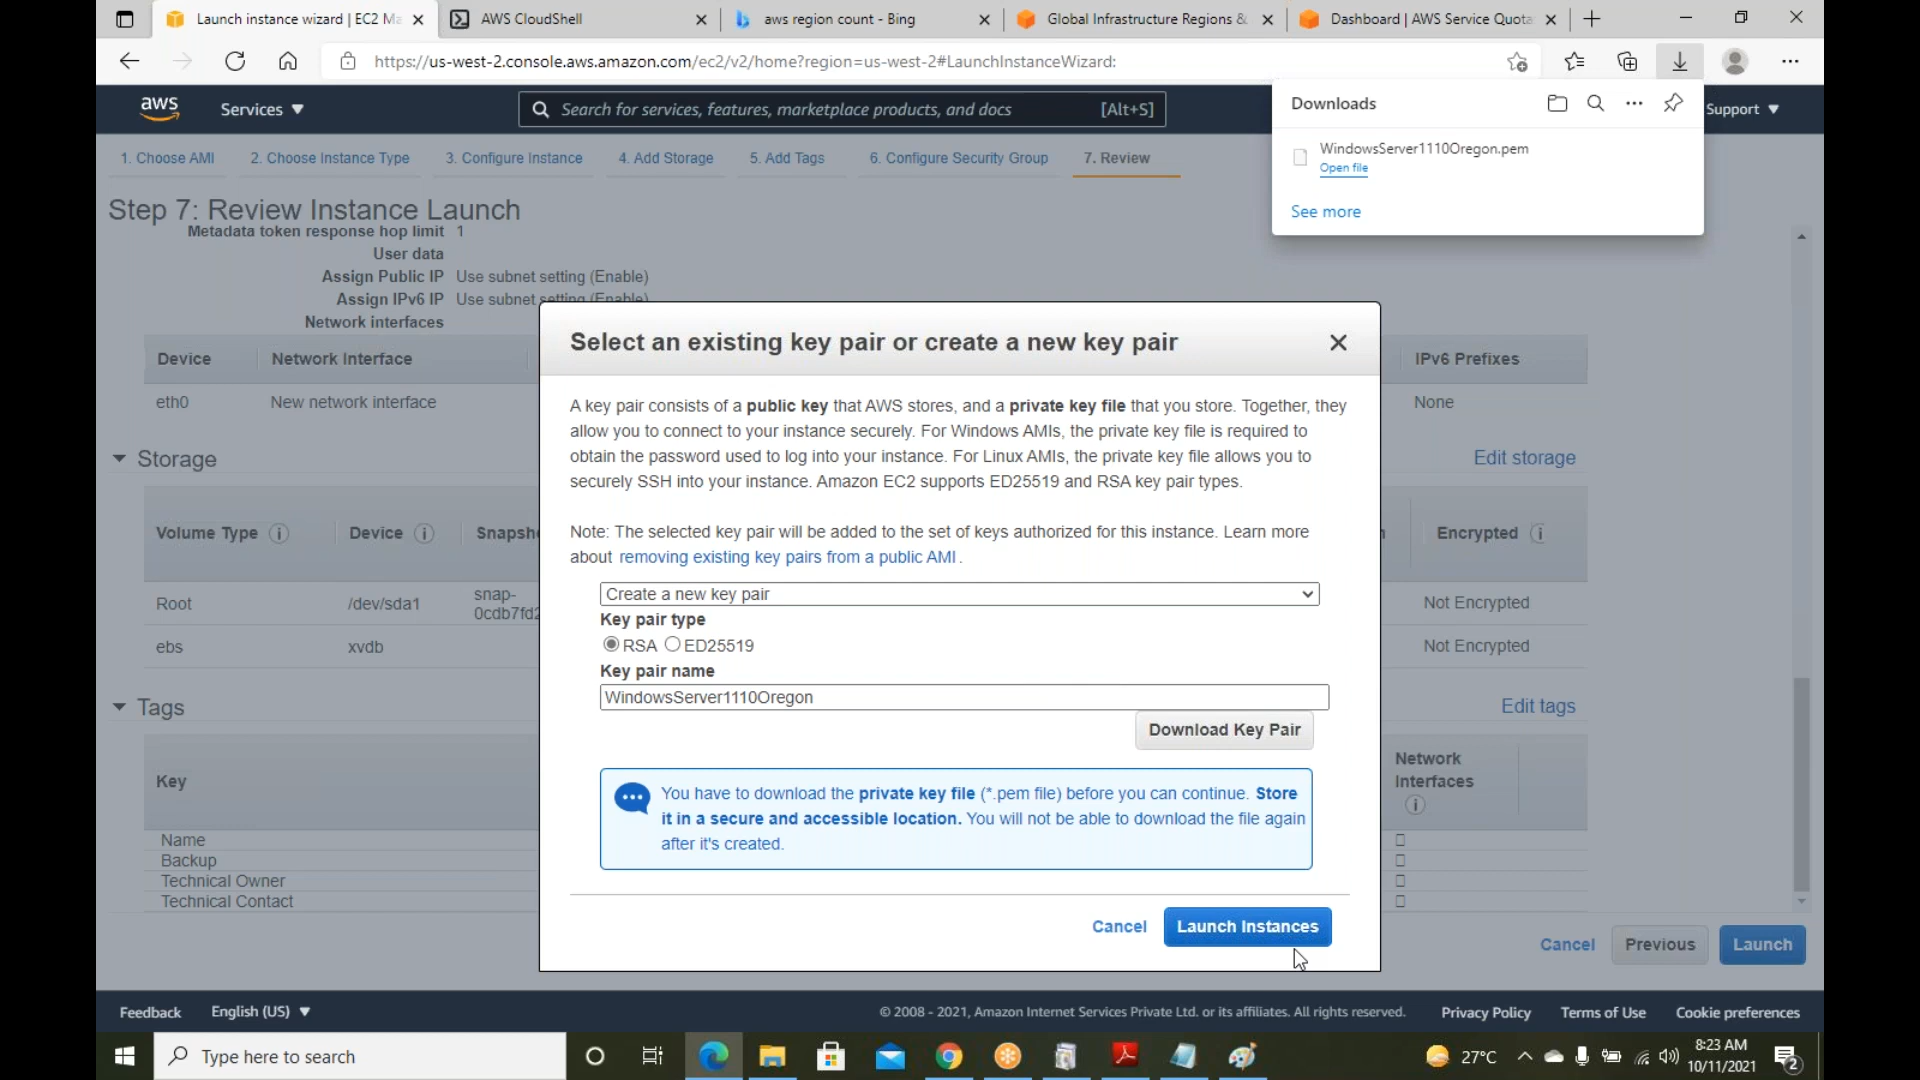 Launch instance wizard | EC2 Ma
AWS CloudShell
aws region count - Bing
Global Infrastructure Regions &
Dashboard | AWS Service Quota
https://us-west-2.console.aws.amazon.com/ec2/v2/home?region=us-west-2#LaunchInstanceWizard:
aws
Services
Search for services, features, marketplace products, and docs
[Alt+S]
Support
Downloads
WindowsServer1110Oregon.pem
Open file
See more
1. Choose AMI
2. Choose Instance Type
3. Configure Instance
4. Add Storage
5. Add Tags
6. Configure Security Group
7. Review
Step 7: Review Instance Launch
Metadata token response hop limit 1
User data
Assign Public IP Use subnet setting (Enable)
Assign IPv6 IP Use subnet setting (Enable)
Network interfaces
Device
Network Interface
IPv6 Prefixes
eth0
New network interface
None
Storage
Edit storage
Volume Type
Device
Encrypted
Root
/dev/sda1
snap-
0cdb7fd2
Not Encrypted
ebs
xvdb
Not Encrypted
Tags
Edit tags
Key
Network
Interfaces
Name
Backup
Technical Owner
Technical Contact
Select an existing key pair or create a new key pair
A key pair consists of a public key that AWS stores, and a private key file that you store. Together, they
allow you to connect to your instance securely. For Windows AMIs, the private key file is required to
obtain the password used to log into your instance. For Linux AMIs, the private key file allows you to
securely SSH into your instance. Amazon EC2 supports ED25519 and RSA key pair types.
Note: The selected key pair will be added to the set of keys authorized for this instance. Learn more
about removing existing key pairs from a public AMI .
Create a new key pair
Key pair type
RSA ED25519
Key pair name
WindowsServer1110Oregon
Download Key Pair
You have to download the private key file (*.pem file) before you can continue. Store
it in a secure and accessible location. You will not be able to download the file again
after it's created.
Cancel
Launch Instances
Cancel
Previous
Launch
Feedback
English (US)
© 2008 - 2021, Amazon Internet Services Private Ltd. or its affiliates. All rights reserved.
Privacy Policy
Terms of Use
Cookie preferences
Type here to search
27°C
8:23 AM
10/11/2021
2